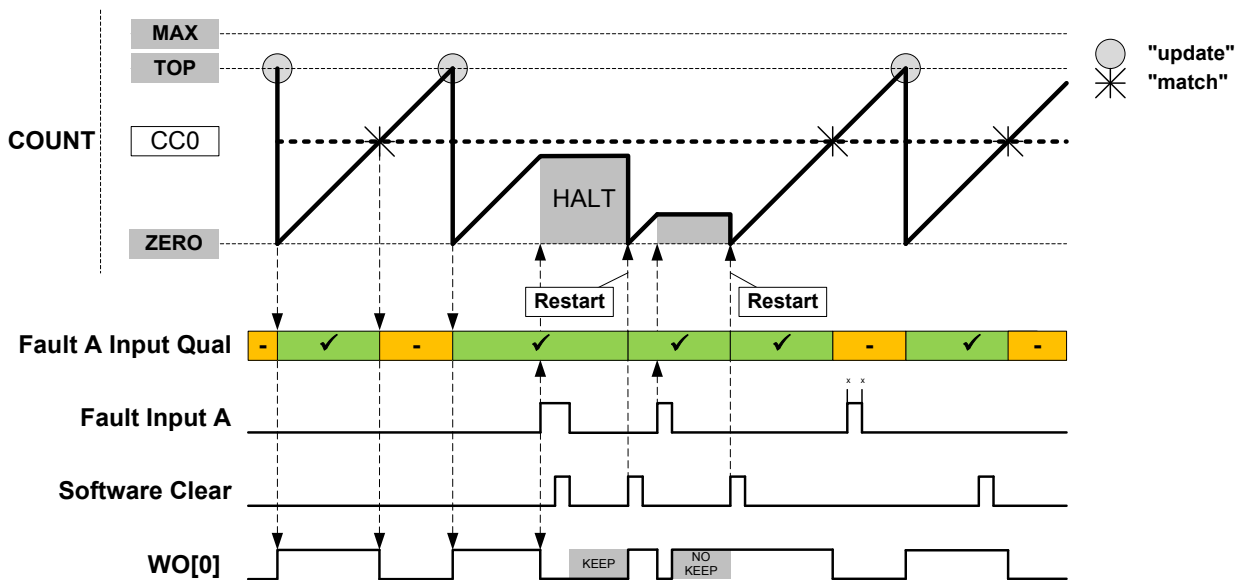 MAX
TOP
"update"
"match"
COUNT
CC0
HALT
ZERO
Restart
Restart
Fault A Input Qual
- ✓ - ✓ ✓ ✓ - ✓ -
x x
Fault Input A
Software Clear
WO[0]
KEEP
NO
KEEP